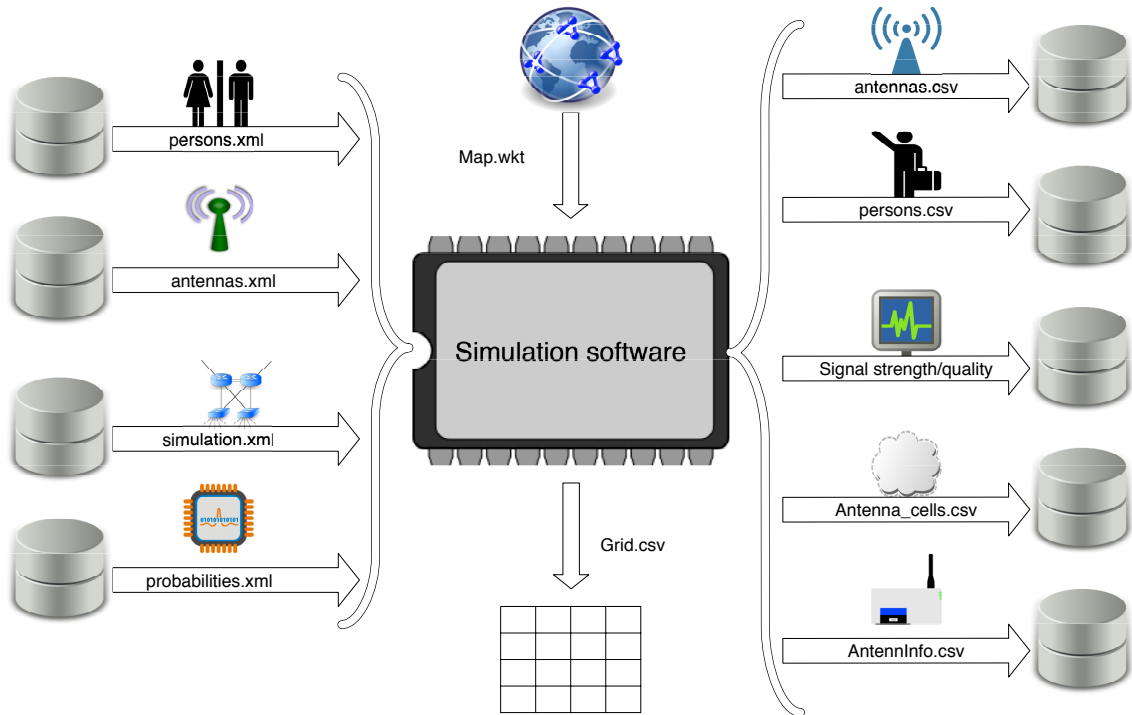 persons.xml
antennas.xml
simulation.xml
010101010101
probabilities.xml
Map.wkt
Simulation software
Grid.csv
antennas.csv
persons.csv
Signal strength/quality
Antenna_cells.csv
AntennInfo.csv